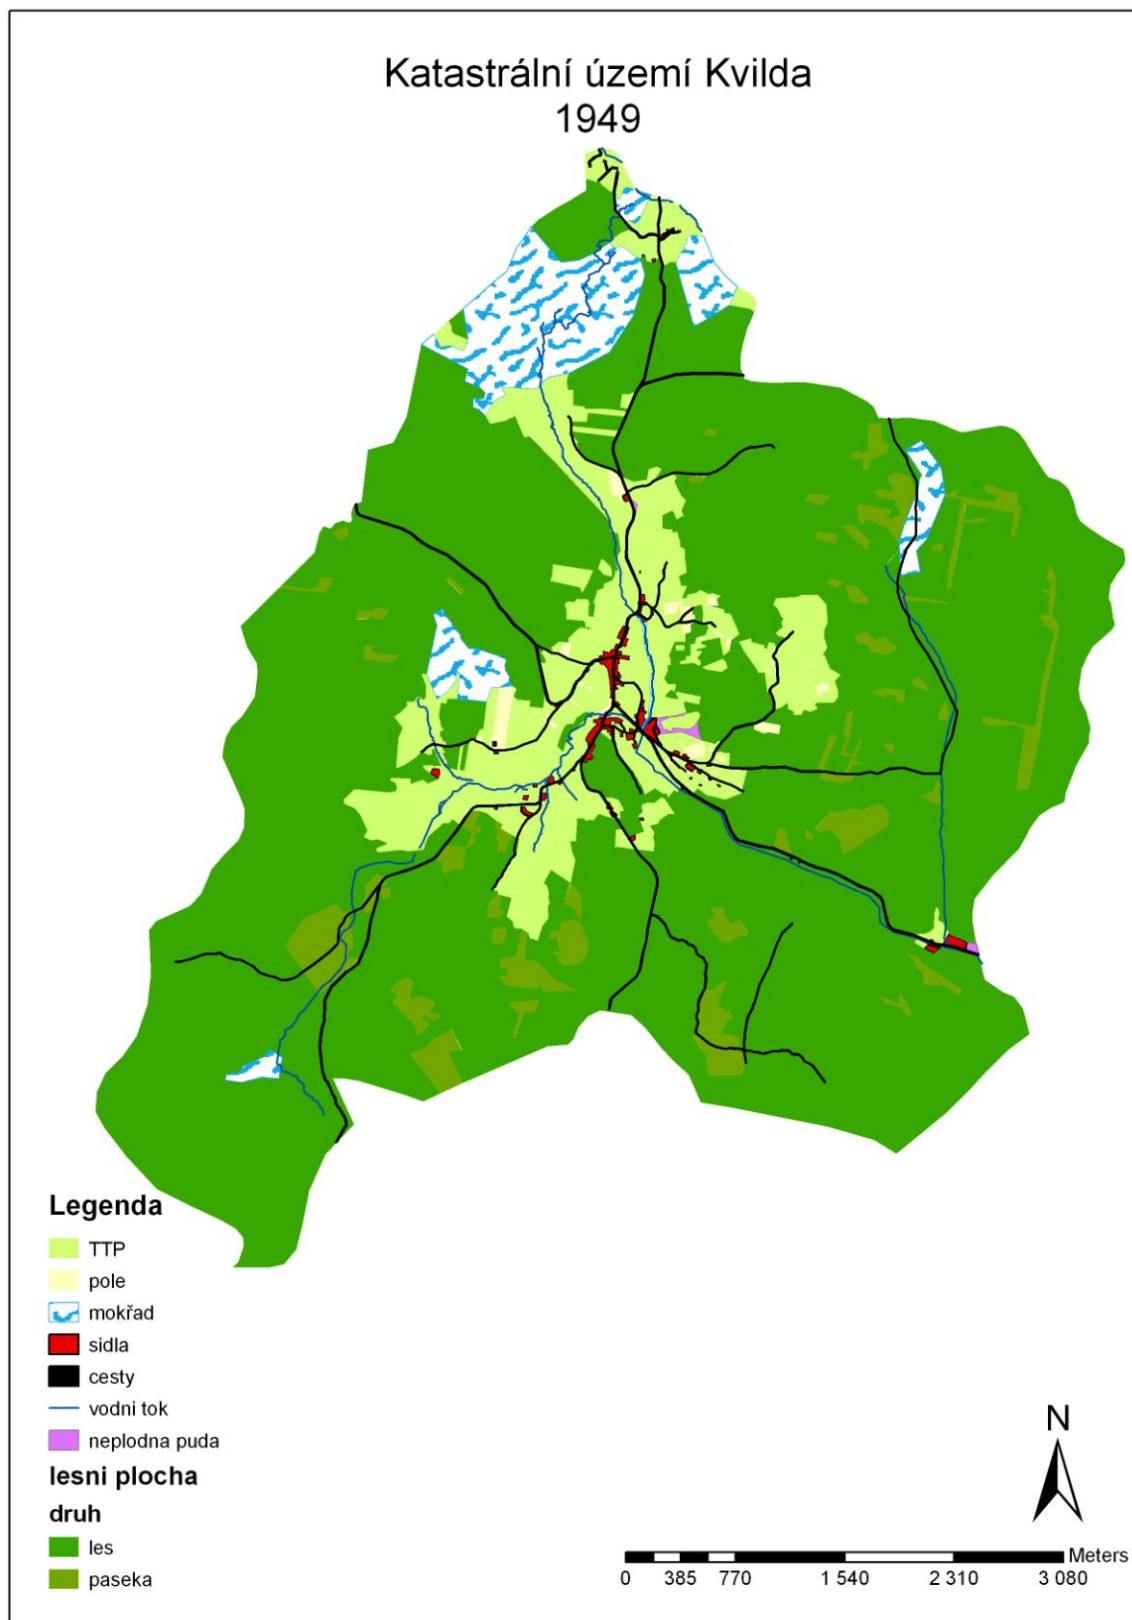 Katastrální území Kvilda
1949
Legenda
TTP
pole
mokřad
sidla
cesty
vodni tok
neplodna puda
lesni plocha
druh
les
paseka
N
Meters
0 385 770 1 540 2 310 3 080